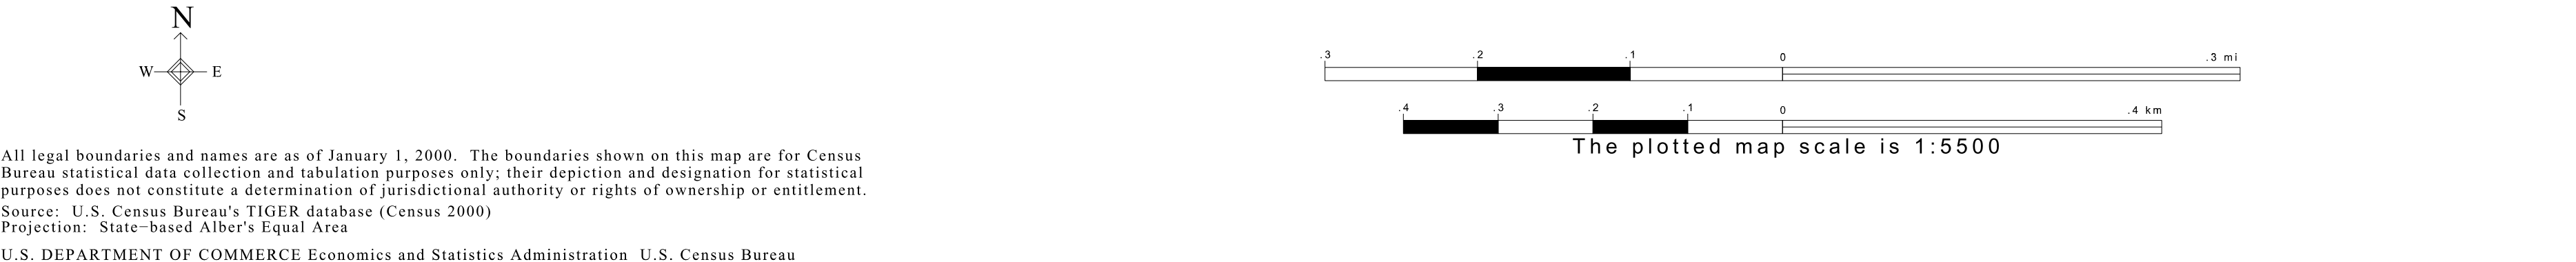 N
W E
S
.3 .2 .1 0 .3 mi
.4 .3 .2 .1 0 .4 km
The plotted map scale is 1:5500
All legal boundaries and names are as of January 1, 2000. The boundaries shown on this map are for Census
Bureau statistical data collection and tabulation purposes only; their depiction and designation for statistical
purposes does not constitute a determination of jurisdictional authority or rights of ownership or entitlement.
Source: U.S. Census Bureau's TIGER database (Census 2000)
Projection: State−based Alber's Equal Area
U.S. DEPARTMENT OF COMMERCE Economics and Statistics Administration U.S. Census Bureau